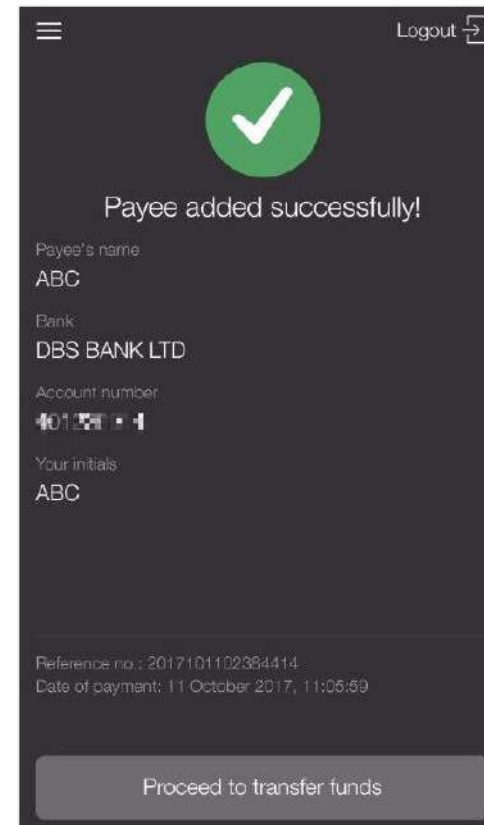 Logout
Payee added successfully!
Payee's name
ABC
Bank
DBS BANK LTD
Account number
Your initials
ABC
Reference no.: 2017101102384414
Date of payment: 11 October 2017, 11:05:59
Proceed to transfer funds